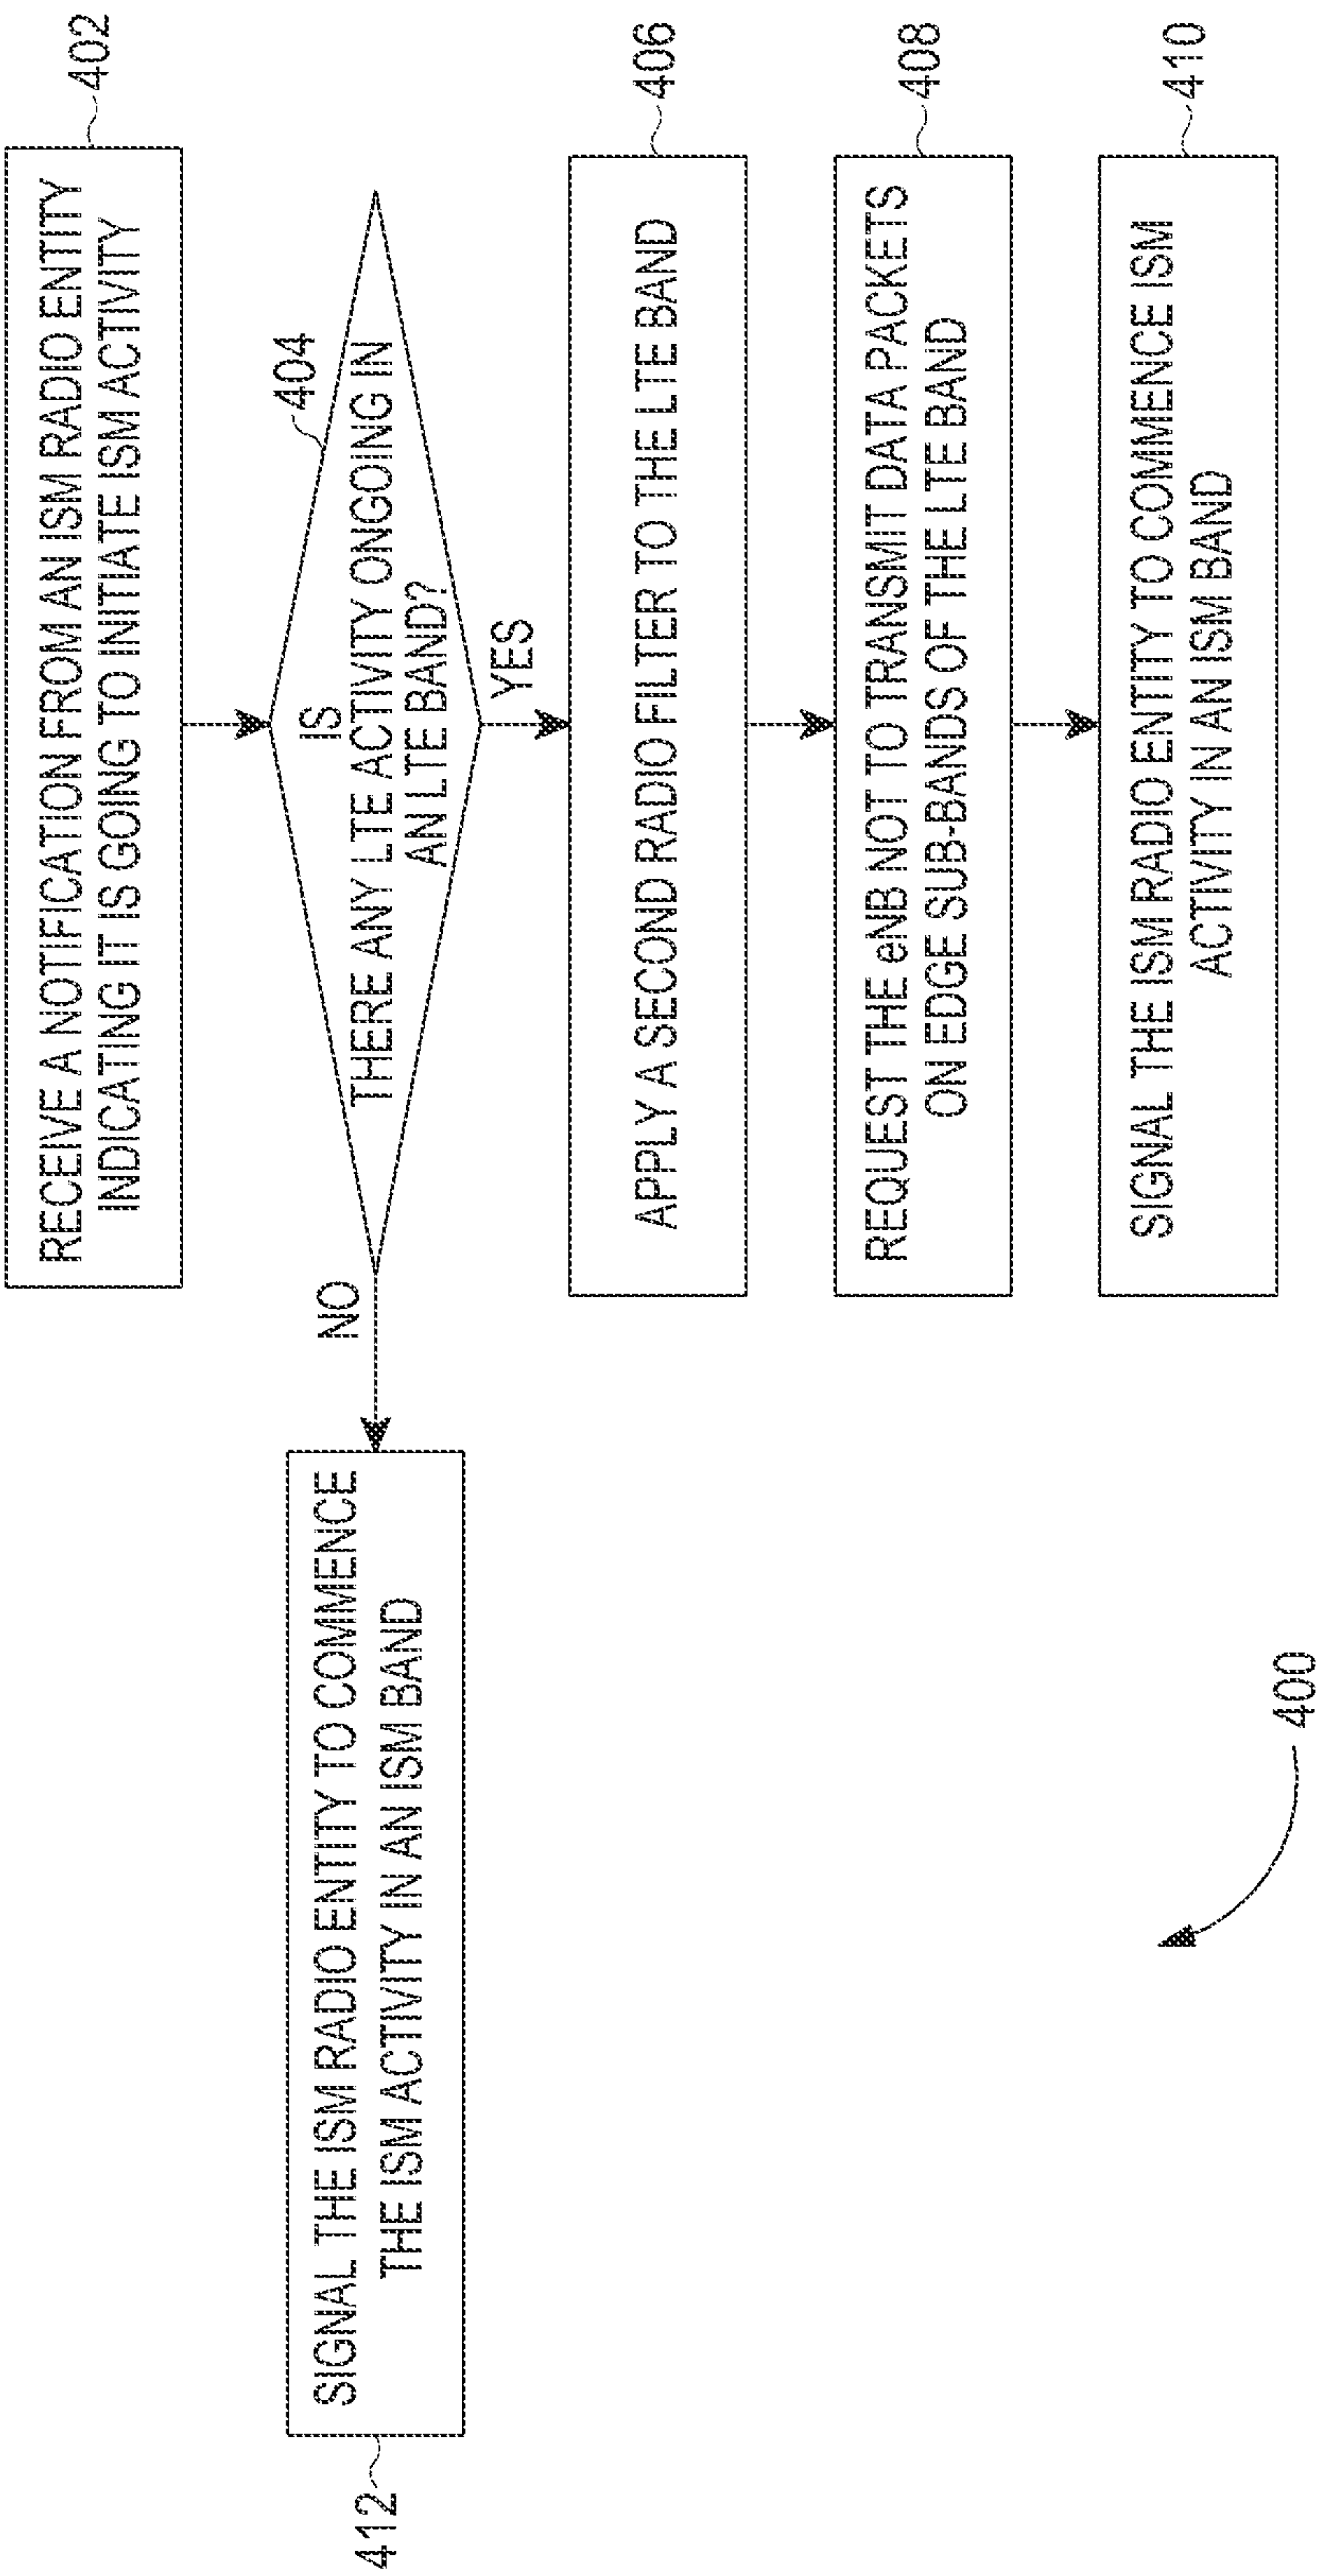 RECEIVE A NOTIFICATION FROM AN ISM RADIO ENTITY
INDICATING IT IS GOING TO INITIATE ISM ACTIVITY
402
404
IS
THERE ANY LTE ACTIVITY ONGOING IN
AN LTE BAND?
NO
YES
SIGNAL THE ISM RADIO ENTITY TO COMMENCE
THE ISM ACTIVITY IN AN ISM BAND
412
APPLY A SECOND RADIO FILTER TO THE LTE BAND
406
REQUEST THE eNB NOT TO TRANSMIT DATA PACKETS
ON EDGE SUB-BANDS OF THE LTE BAND
408
SIGNAL THE ISM RADIO ENTITY TO COMMENCE ISM
ACTIVITY IN AN ISM BAND
410
400